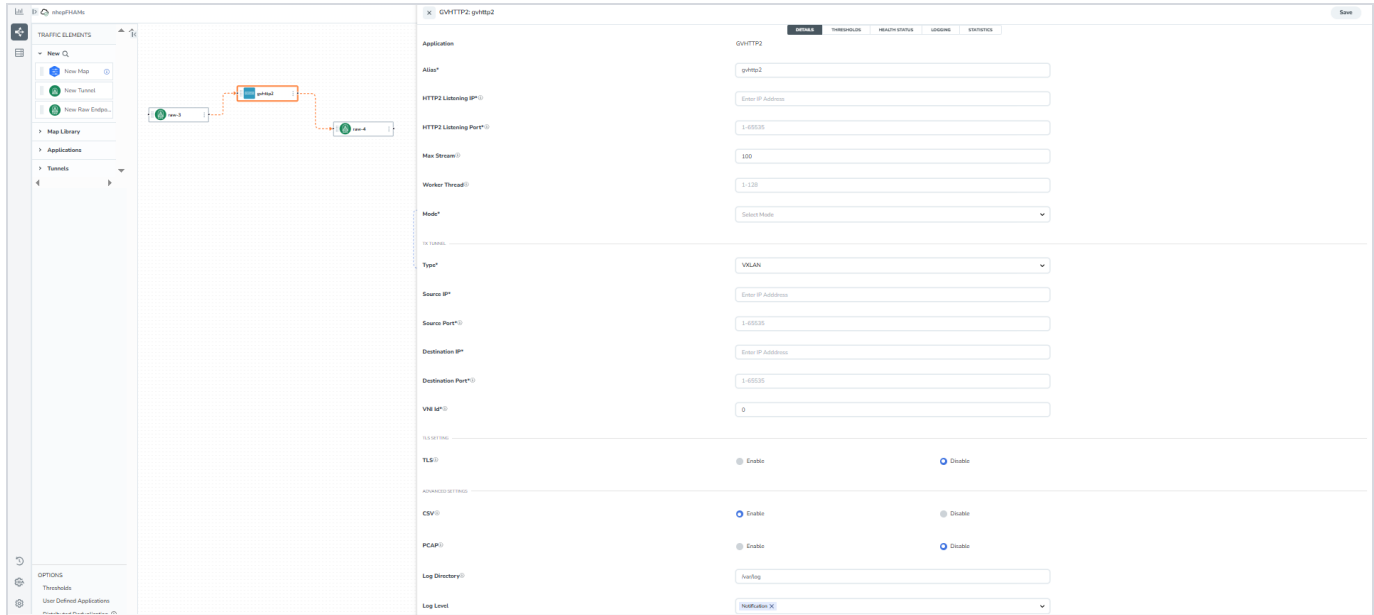 nhopFHAMs
TRAFFIC ELEMENTS
New
New Map
New Tunnel
New Raw Endpo...
Map Library
Applications
Tunnels
OPTIONS
Thresholds
User Defined Applications
Distributed Deduplication
raw-3
gvhttp2
raw-4
GVHTTP2: gvhttp2
Save
DETAILS THRESHOLDS HEALTH STATUS LOGGING STATISTICS
Application GVHTTP2
Alias* gvhttp2
HTTP2 Listening IP* Enter IP Address
HTTP2 Listening Port* 1-65535
Max Stream 100
Worker Thread 1-128
Mode* Select Mode
TX TUNNEL
Type* VXLAN
Source IP* Enter IP Adddress
Source Port* 1-65535
Destination IP* Enter IP Adddress
Destination Port* 1-65535
VNI Id* 0
TLS SETTING
TLS Enable Disable
ADVANCED SETTINGS
CSV Enable Disable
PCAP Enable Disable
Log Directory /var/log
Log Level Notification X